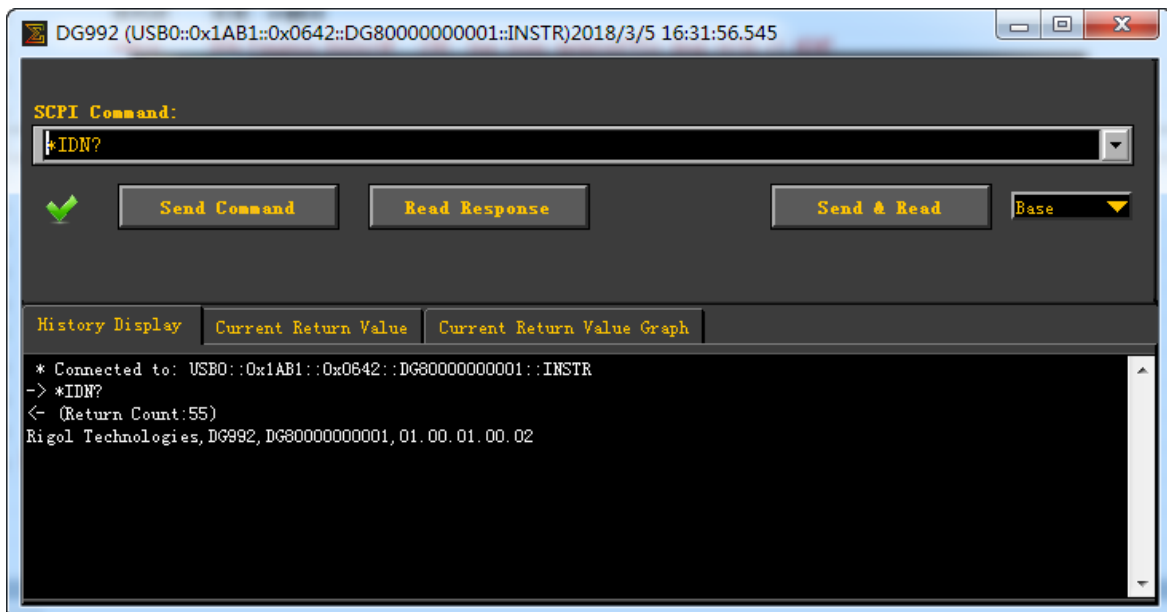 DG992 (USB0::0x1AB1::0x0642::DG80000000001::INSTR)2018/3/5 16:31:56.545
SCPI Command:
*IDN?
Send Command
Read Response
Send & Read
Base
History Display
Current Return Value
Current Return Value Graph
* Connected to: USB0::0x1AB1::0x0642::DG80000000001::INSTR
-> *IDN?
<- (Return Count:55)
Rigol Technologies,DG992,DG80000000001,01.00.01.00.02